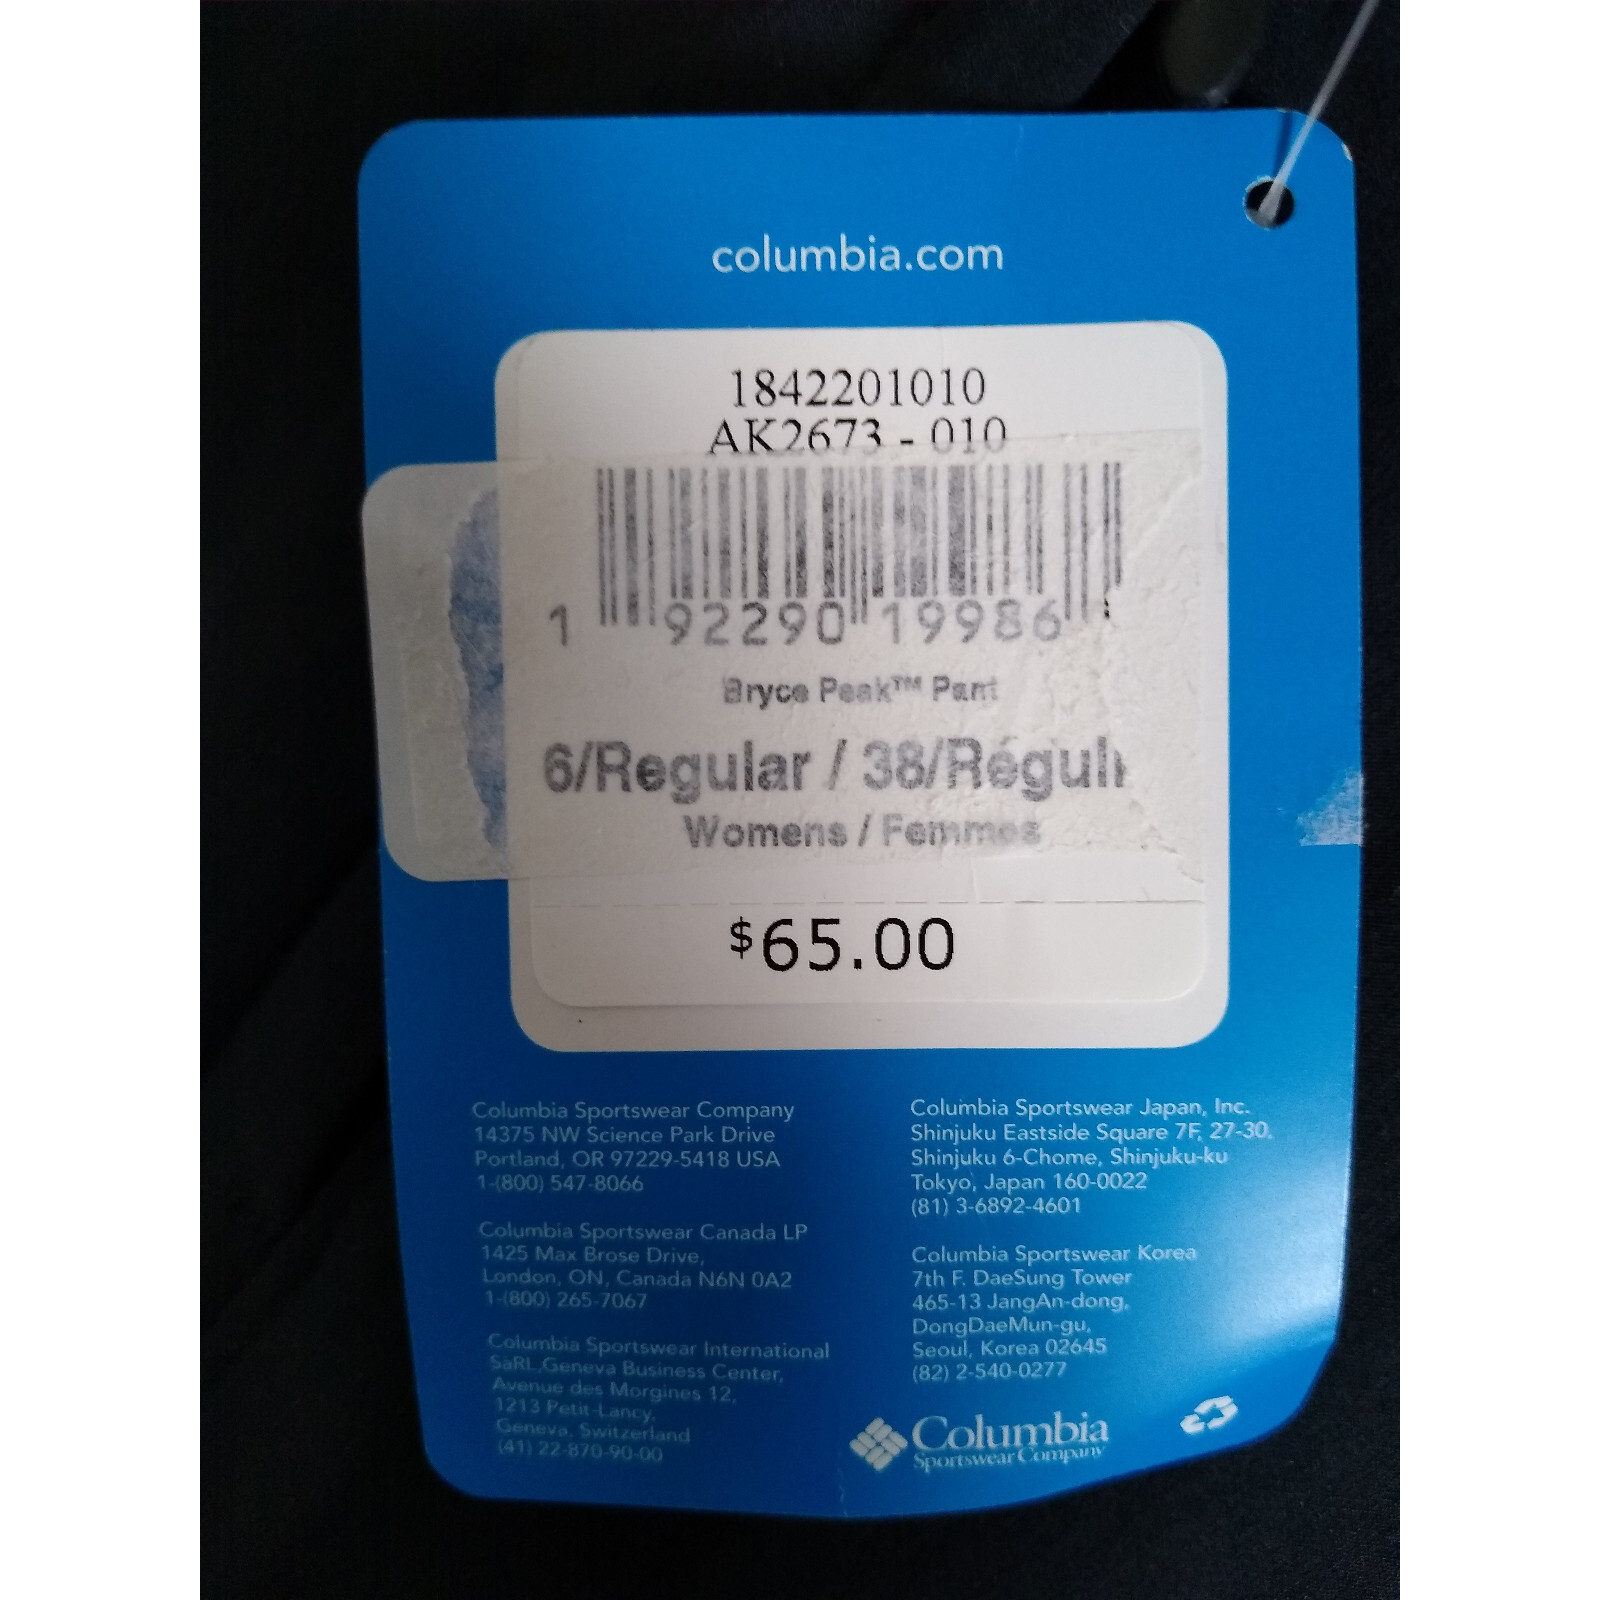 columbia.com
1842201010
AK2673 - 010
1 92290 19986
Bryce Peak™ Pant
6/Regular / 38/Réguli
Womens / Femmes
$65.00
Columbia Sportswear Company
14375 NW Science Park Drive
Portland, OR 97229-5418 USA
1-(800) 547-8066
Columbia Sportswear Canada LP
1425 Max Brose Drive,
London, ON, Canada N6N 0A2
1-(800) 265-7067
Columbia Sportswear International
SaRL,Geneva Business Center,
Avenue des Morgines 12,
1213 Petit-Lancy,
Geneva, Switzerland
(41) 22-870-90-00
Columbia Sportswear Japan, Inc.
Shinjuku Eastside Square 7F, 27-30,
Shinjuku 6-Chome, Shinjuku-ku
Tokyo, Japan 160-0022
(81) 3-6892-4601
Columbia Sportswear Korea
7th F. DaeSung Tower
465-13 JangAn-dong,
DongDaeMun-gu,
Seoul, Korea 02645
(82) 2-540-0277
Columbia
Sportswear Company